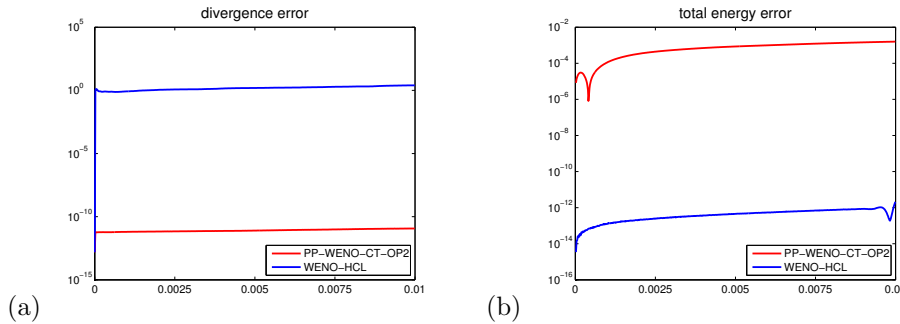 divergence error
10^5
10^0
10^-5
10^-10
10^-15
0
0.0025
0.005
0.0075
0.01
PP-WENO-CT-OP2
WENO-HCL
(a)
total energy error
10^-2
10^-4
10^-6
10^-8
10^-10
10^-12
10^-14
10^-16
0
0.0025
0.005
0.0075
0.0
PP-WENO-CT-OP2
WENO-HCL
(b)